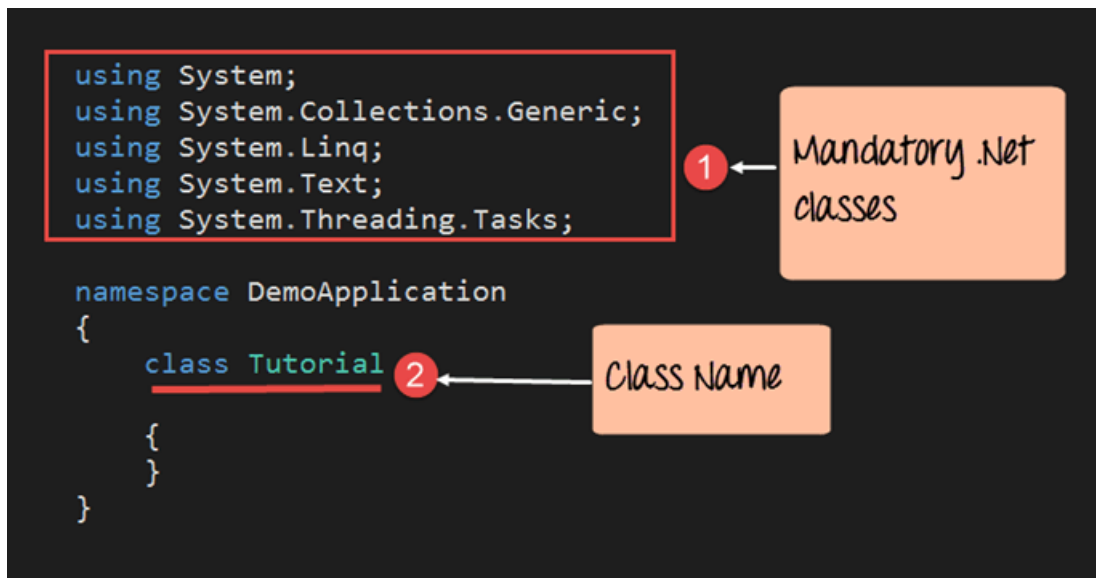 using System;
using System.Collections.Generic;
using System.Linq;
using System.Text;
using System.Threading.Tasks;
1
Mandatory .Net
classes
namespace DemoApplication
{
class Tutorial
2
Class Name
{
}
}